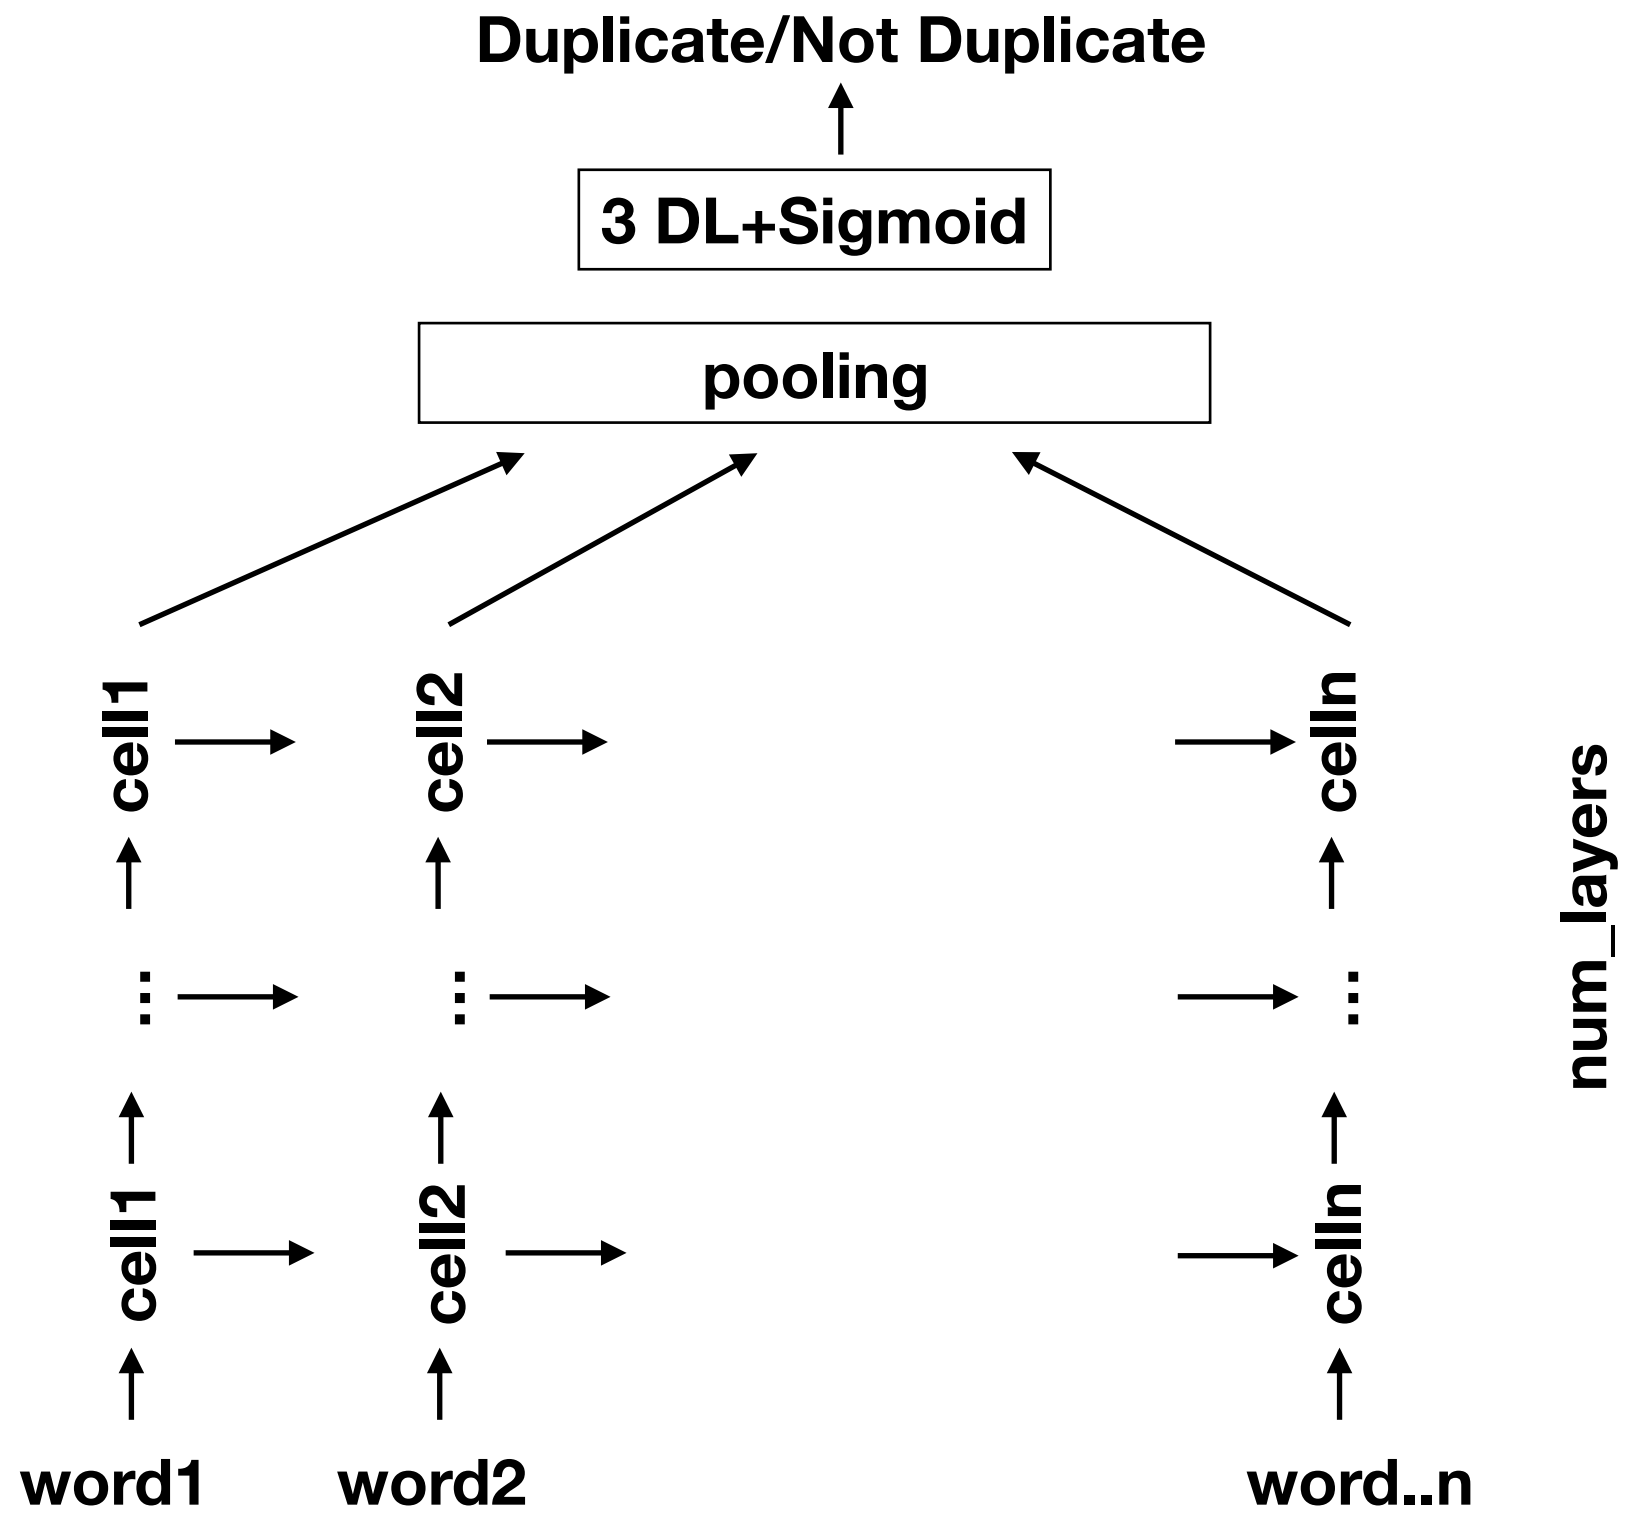 Duplicate/Not Duplicate
3 DL+Sigmoid
pooling
cell1 cell2 celln
num_layers
... ... ...
cell1 cell2 celln
word1 word2 word..n